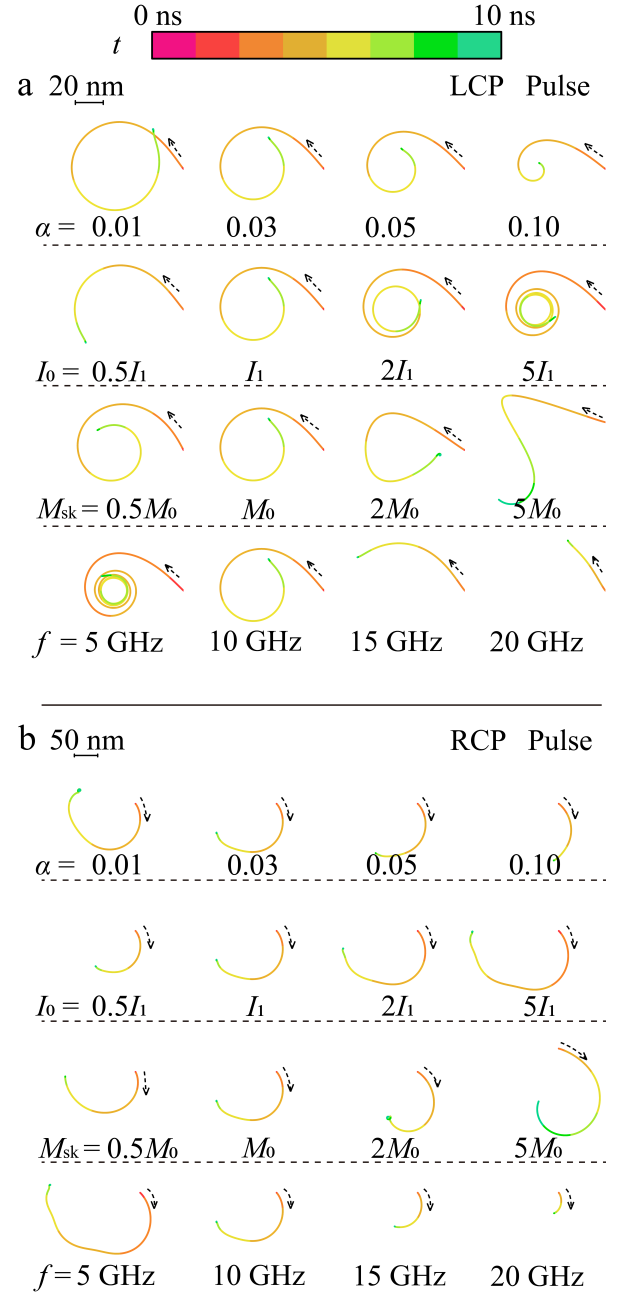 0 ns 10 ns
t
a 20 nm LCP Pulse
α = 0.01 0.03 0.05 0.10
I₀ = 0.5I₁ I₁ 2I₁ 5I₁
Msk = 0.5M₀ M₀ 2M₀ 5M₀
f = 5 GHz 10 GHz 15 GHz 20 GHz
b 50 nm RCP Pulse
α = 0.01 0.03 0.05 0.10
I₀ = 0.5I₁ I₁ 2I₁ 5I₁
Msk = 0.5M₀ M₀ 2M₀ 5M₀
f = 5 GHz 10 GHz 15 GHz 20 GHz